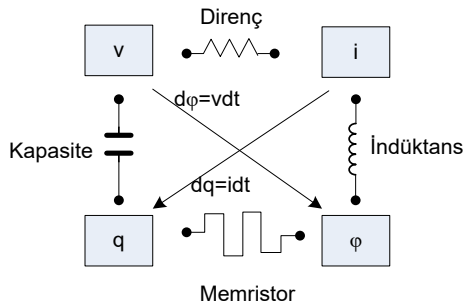 Direnç
v
i
dφ=vdt
Kapasite
İndüktans
dq=idt
q
φ
Memristor